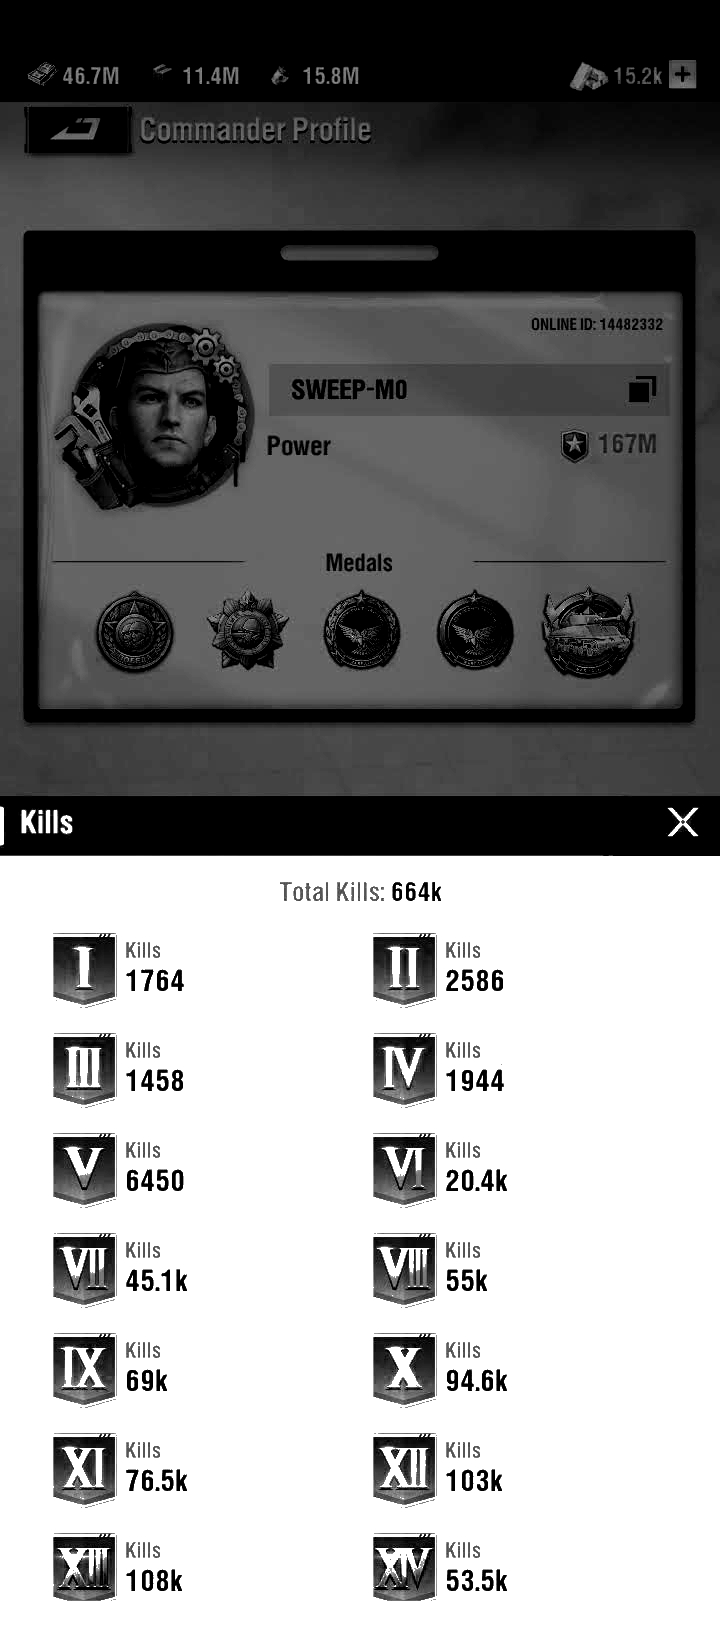 46.7M 11.4M 15.8M 15.2k +
Commander Profile
ONLINE ID: 14482332
SWEEP-M0
Power 167M
Medals
Kills
Total Kills: 664k
I Kills 1764
II Kills 2586
III Kills 1458
IV Kills 1944
V Kills 6450
VI Kills 20.4k
VII Kills 45.1k
VIII Kills 55k
IX Kills 69k
X Kills 94.6k
XI Kills 76.5k
XII Kills 103k
XIII Kills 108k
XIV Kills 53.5k